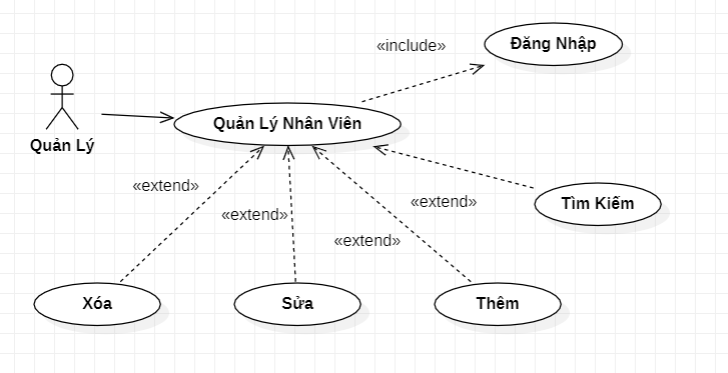 «include»
Đăng Nhập
Quản Lý
Quản Lý Nhân Viên
«extend»
«extend»
«extend»
«extend»
Tìm Kiếm
Xóa
Sửa
Thêm